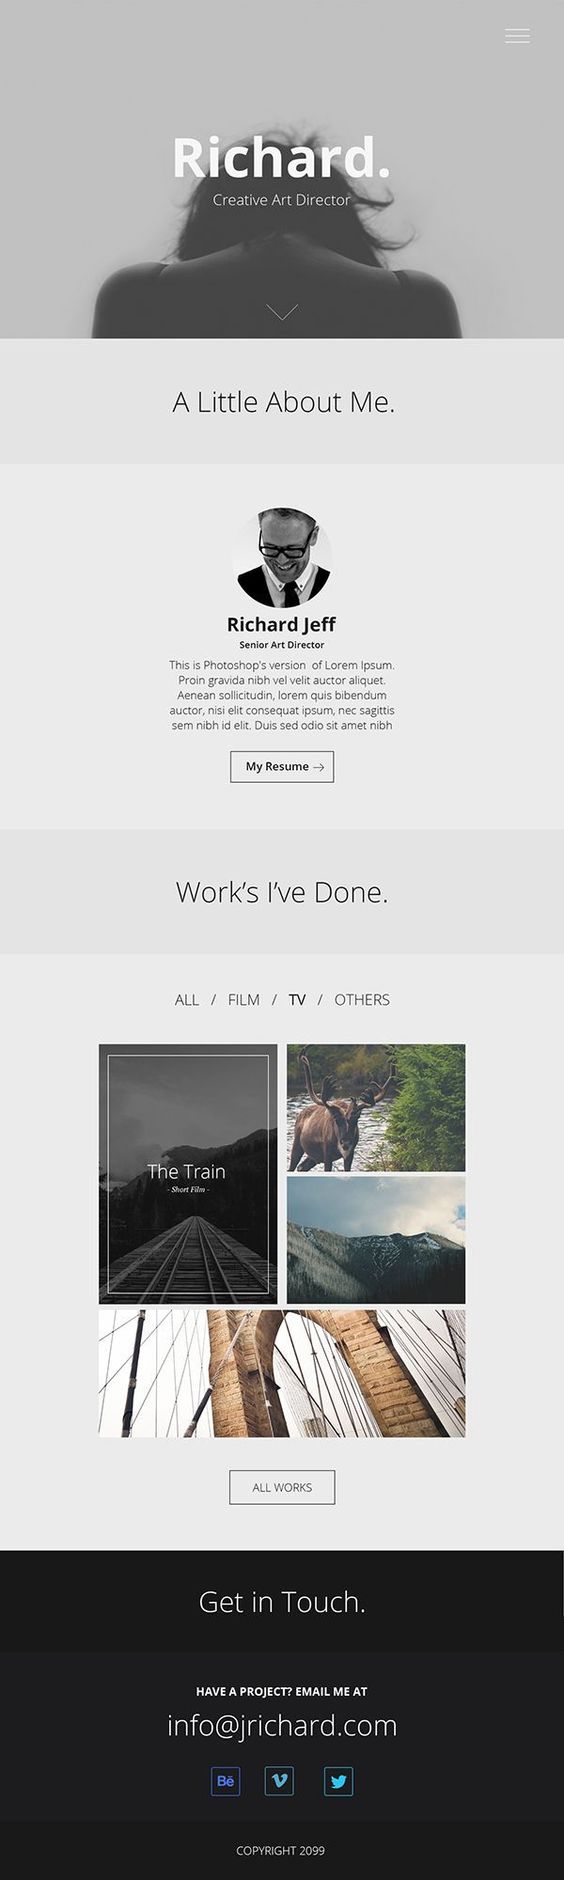 Richard.
Creative Art Director
A Little About Me.
Richard Jeff
Senior Art Director
This is Photoshop's version of Lorem Ipsum.
Proin gravida nibh vel velit auctor aliquet.
Aenean sollicitudin, lorem quis bibendum
auctor, nisi elit consequat ipsum, nec sagittis
sem nibh id elit. Duis sed odio sit amet nibh
My Resume →
Work's I've Done.
ALL / FILM / TV / OTHERS
The Train
- Short Film -
ALL WORKS
Get in Touch.
HAVE A PROJECT? EMAIL ME AT
info@jrichard.com
Bē
COPYRIGHT 2099